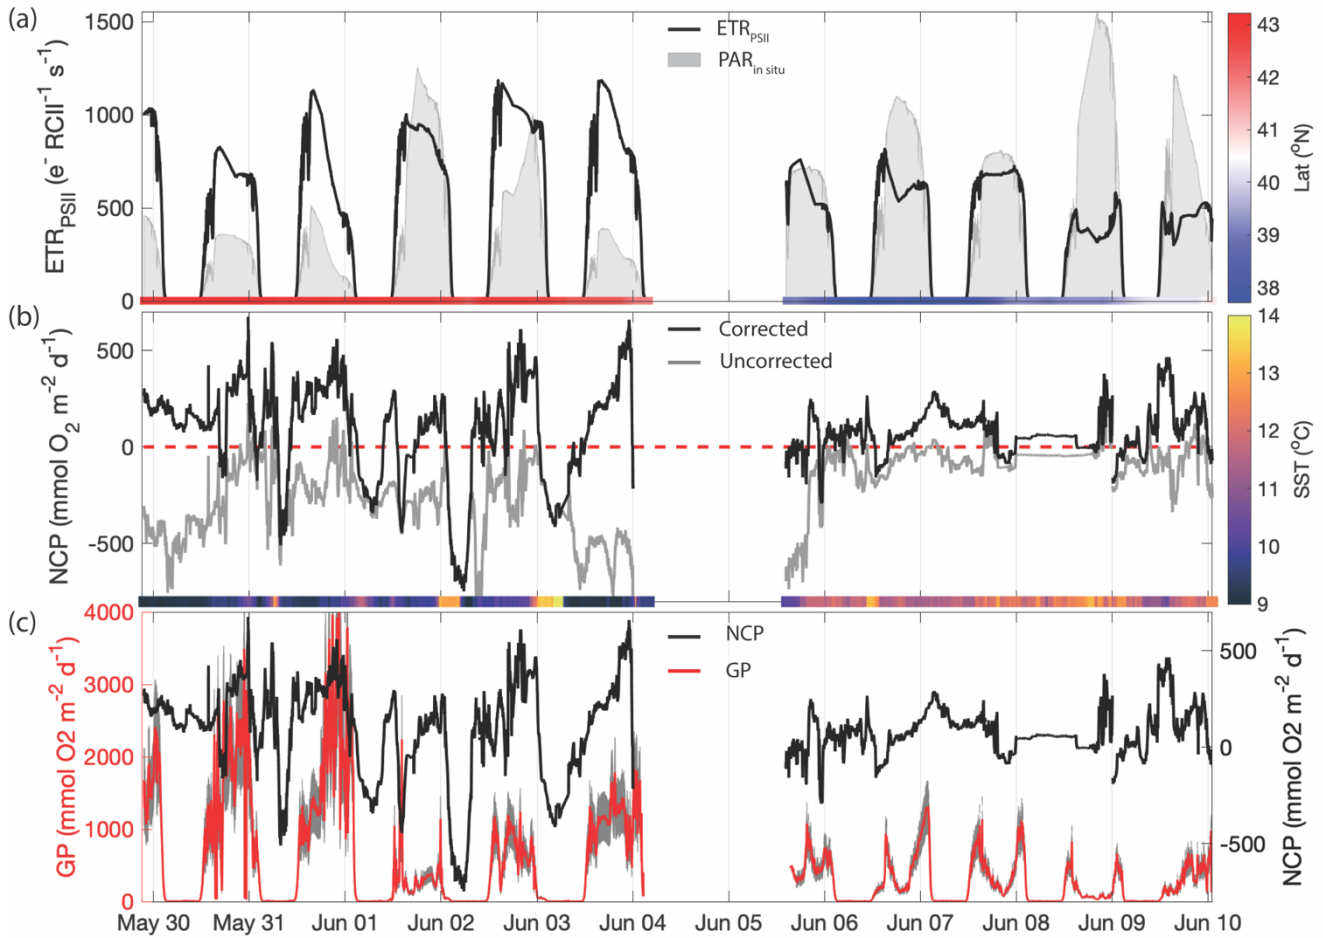 (a)
ETR_PSII (e⁻ RCII⁻¹ s⁻¹)
1500
1000
500
0
ETR_PSII
PAR_in situ
43
42
41
40
39
38
Lat (°N)
(b)
NCP (mmol O₂ m⁻² d⁻¹)
500
0
-500
Corrected
Uncorrected
14
13
12
11
10
9
SST (°C)
(c)
GP (mmol O2 m⁻² d⁻¹)
4000
3000
2000
1000
0
NCP
GP
500
0
-500
NCP (mmol O2 m⁻² d⁻¹)
May 30 May 31 Jun 01 Jun 02 Jun 03 Jun 04 Jun 05 Jun 06 Jun 07 Jun 08 Jun 09 Jun 10